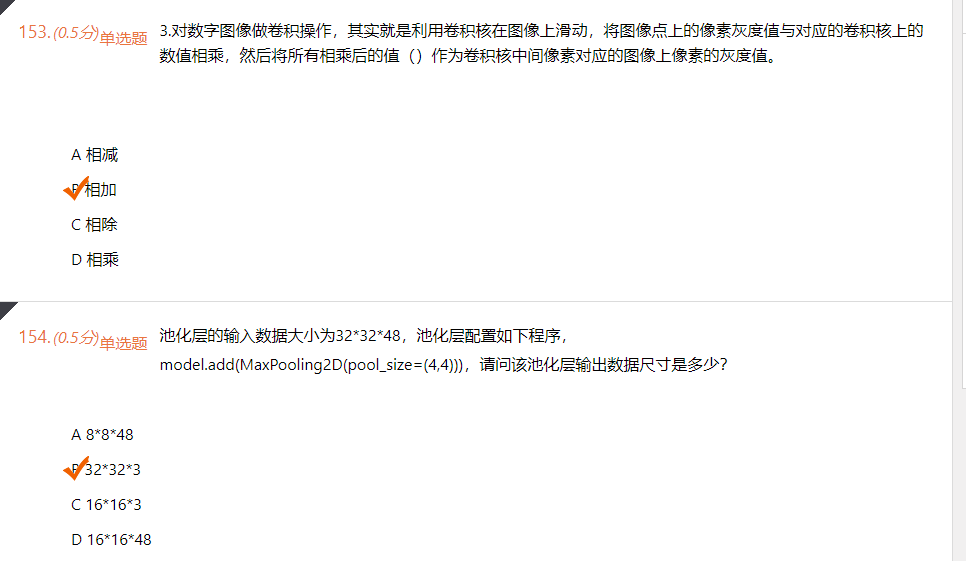 153. (0.5分) 单选题 3.对数字图像做卷积操作，其实就是利用卷积核在图像上滑动，将图像点上的像素灰度值与对应的卷积核上的
数值相乘，然后将所有相乘后的值（）作为卷积核中间像素对应的图像上像素的灰度值。
A 相减
B 相加
C 相除
D 相乘
154. (0.5分) 单选题 池化层的输入数据大小为32*32*48，池化层配置如下程序，
model.add(MaxPooling2D(pool_size=(4,4)))，请问该池化层输出数据尺寸是多少？
A 8*8*48
B 32*32*3
C 16*16*3
D 16*16*48